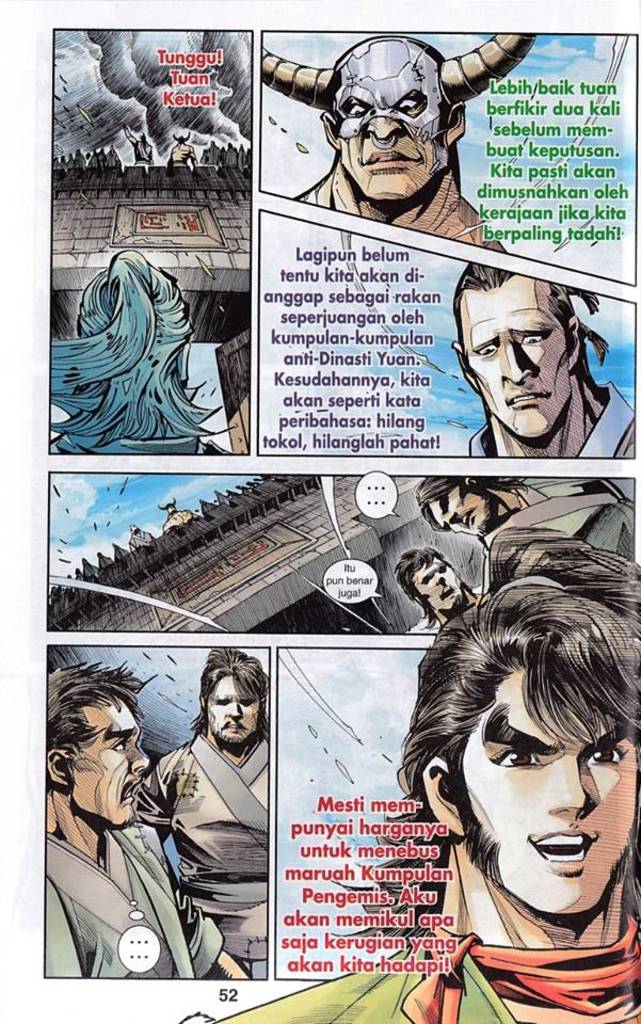 Tunggu!
Tuan
Ketua!
Lebih baik tuan
berfikir dua kali
sebelum mem-
buat keputusan.
Kita pasti akan
dimusnahkan oleh
kerajaan jika kita
berpaling tadah!
Lagipun belum
tentu kita akan di-
anggap sebagai rakan
seperjuangan oleh
kumpulan-kumpulan
anti-Dinasti Yuan.
Kesudahannya, kita
akan seperti kata
peribahasa: hilang
tokol, hilanglah pahat!
...
...
Itu
pun benar
juga!
...
...
Mesti mem-
punyai harganya
untuk menebus
maruah Kumpulan
Pengemis. Aku
akan memikul apa
saja kerugian yang
akan kita hadapi!
52